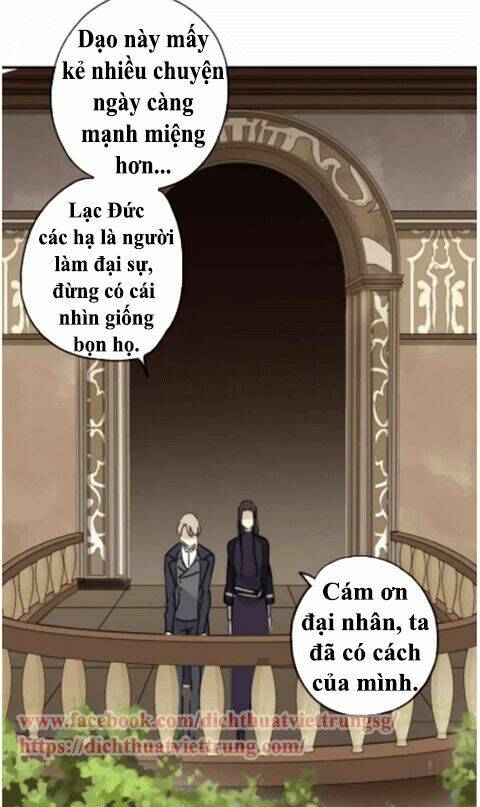 Dạo này mấy
kẻ nhiều chuyện
ngày càng
mạnh miệng
hơn...
Lạc Đức
các hạ là người
làm đại sự,
đừng có cái
nhìn giống
bọn họ.
Cám ơn
đại nhân, ta
đã có cách
của mình.
www.facebook.com/dichthuatviettrungsg/
https://dichthuatviettrung.com/